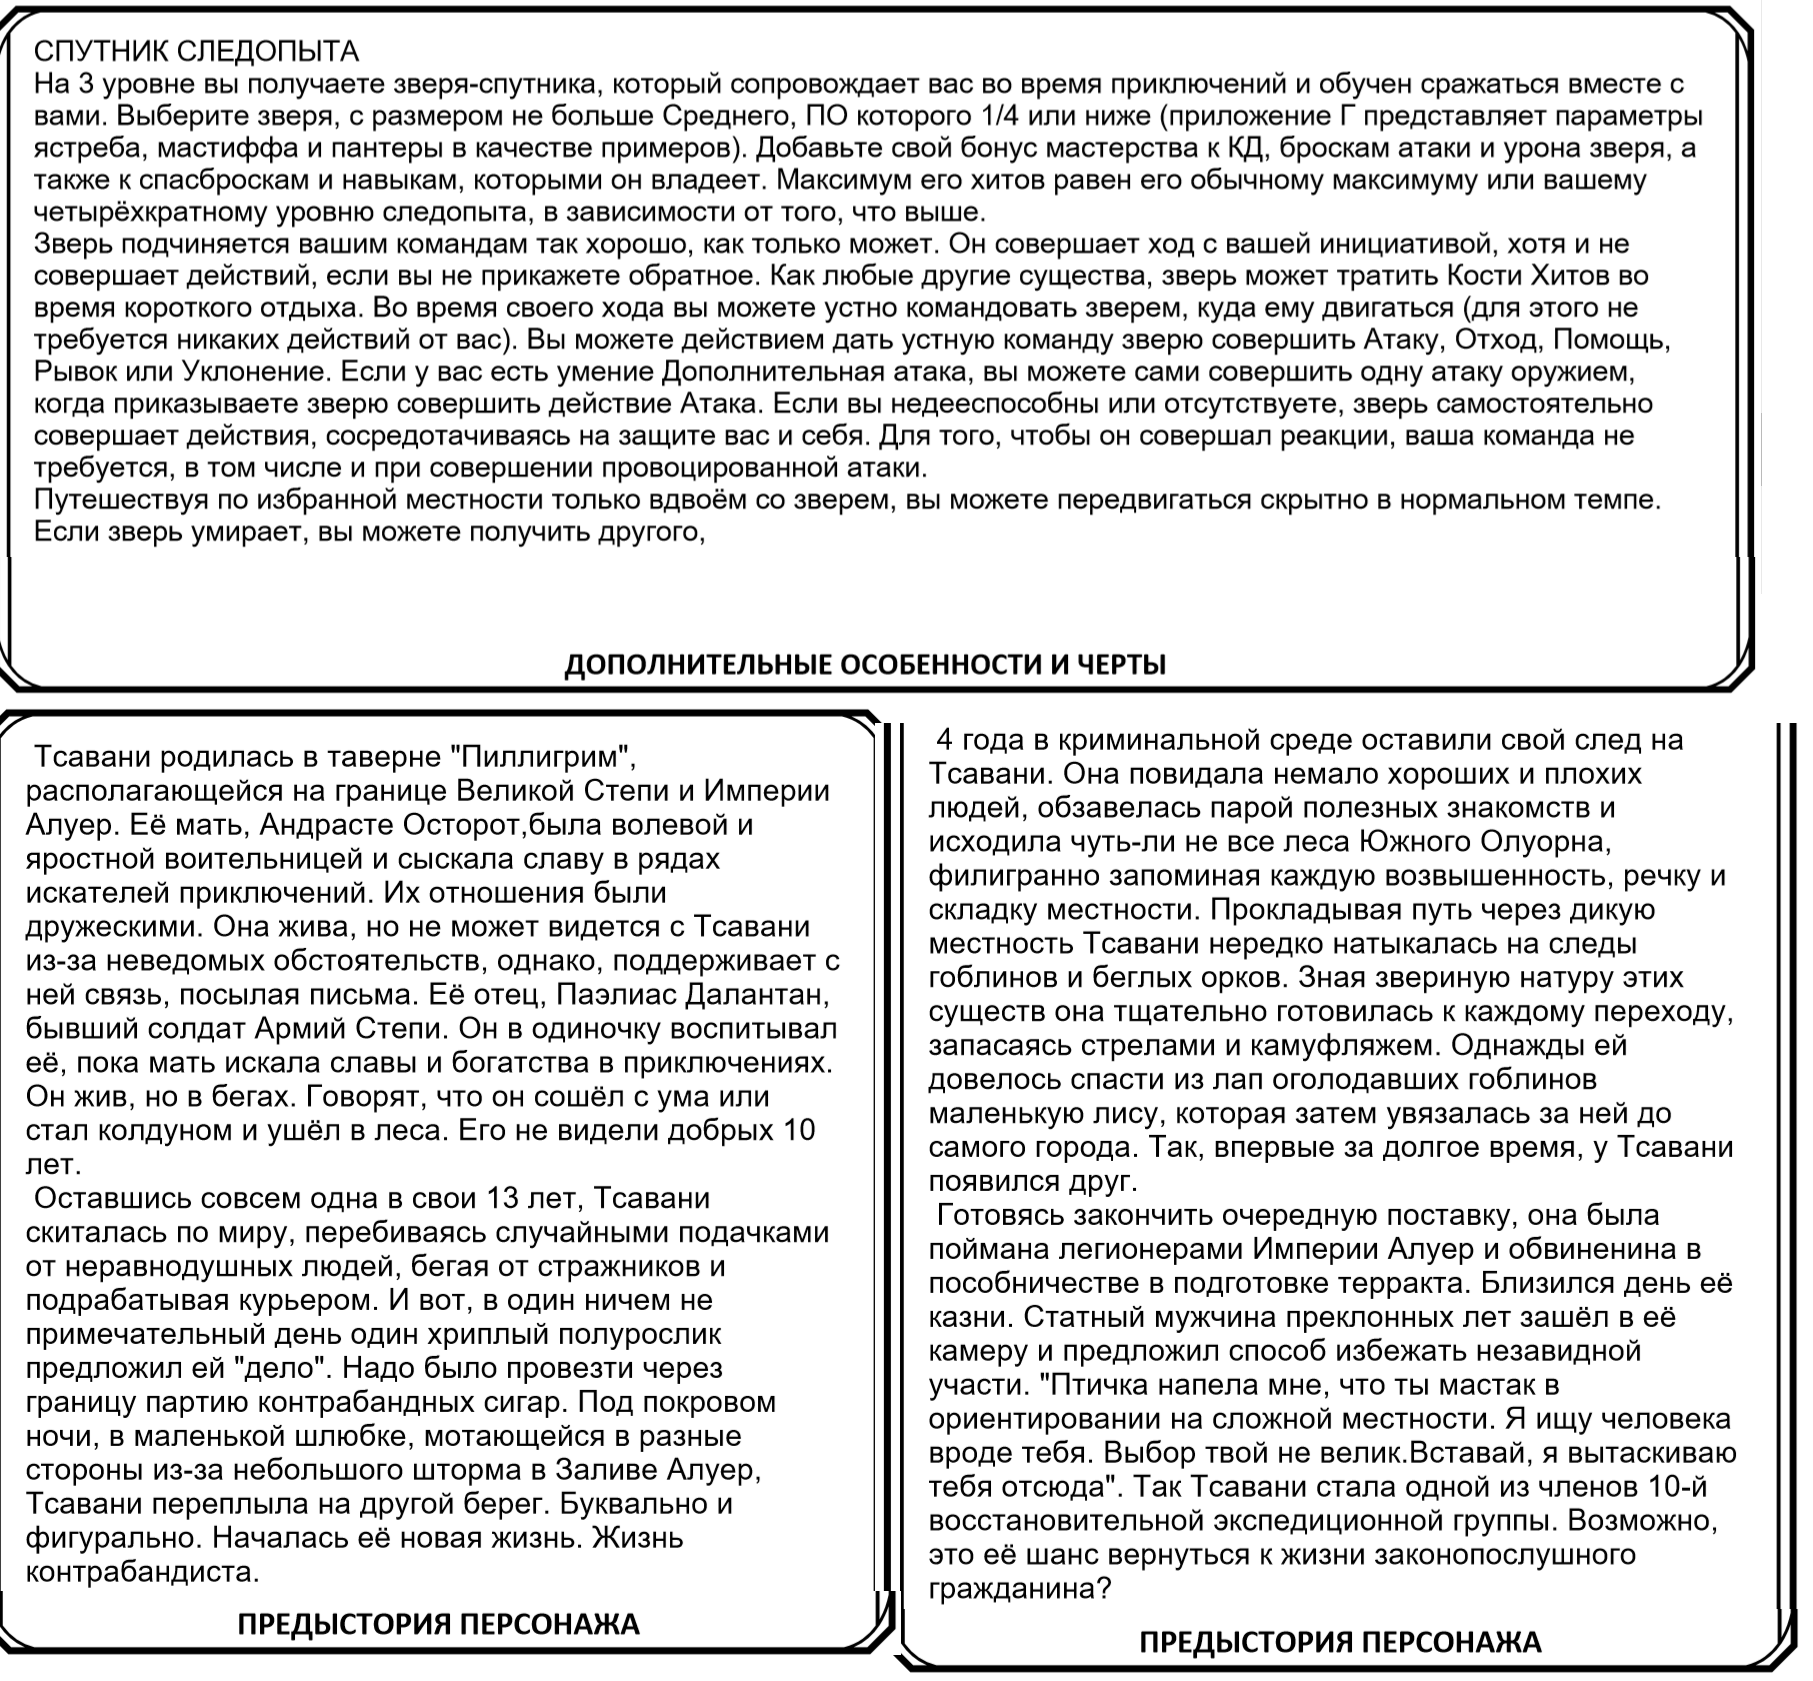 СПУТНИК СЛЕДОПЫТА
На 3 уровне вы получаете зверя-спутника, который сопровождает вас во время приключений и обучен сражаться вместе с
вами. Выберите зверя, с размером не больше Среднего, ПО которого 1/4 или ниже (приложение Г представляет параметры
ястреба, мастиффа и пантеры в качестве примеров). Добавьте свой бонус мастерства к КД, броскам атаки и урона зверя, а
также к спасброскам и навыкам, которыми он владеет. Максимум его хитов равен его обычному максимуму или вашему
четырёхкратному уровню следопыта, в зависимости от того, что выше.
Зверь подчиняется вашим командам так хорошо, как только может. Он совершает ход с вашей инициативой, хотя и не
совершает действий, если вы не прикажете обратное. Как любые другие существа, зверь может тратить Кости Хитов во
время короткого отдыха. Во время своего хода вы можете устно командовать зверем, куда ему двигаться (для этого не
требуется никаких действий от вас). Вы можете действием дать устную команду зверю совершить Атаку, Отход, Помощь,
Рывок или Уклонение. Если у вас есть умение Дополнительная атака, вы можете сами совершить одну атаку оружием,
когда приказываете зверю совершить действие Атака. Если вы недееспособны или отсутствуете, зверь самостоятельно
совершает действия, сосредотачиваясь на защите вас и себя. Для того, чтобы он совершал реакции, ваша команда не
требуется, в том числе и при совершении провоцированной атаки.
Путешествуя по избранной местности только вдвоём со зверем, вы можете передвигаться скрытно в нормальном темпе.
Если зверь умирает, вы можете получить другого,
ДОПОЛНИТЕЛЬНЫЕ ОСОБЕННОСТИ И ЧЕРТЫ
Тсавани родилась в таверне "Пиллигрим",
располагающейся на границе Великой Степи и Империи
Алуер. Её мать, Андрасте Осторот,была волевой и
яростной воительницей и сыскала славу в рядах
искателей приключений. Их отношения были
дружескими. Она жива, но не может видется с Тсавани
из-за неведомых обстоятельств, однако, поддерживает с
ней связь, посылая письма. Её отец, Паэлиас Далантан,
бывший солдат Армий Степи. Он в одиночку воспитывал
её, пока мать искала славы и богатства в приключениях.
Он жив, но в бегах. Говорят, что он сошёл с ума или
стал колдуном и ушёл в леса. Его не видели добрых 10
лет.
Оставшись совсем одна в свои 13 лет, Тсавани
скиталась по миру, перебиваясь случайными подачками
от неравнодушных людей, бегая от стражников и
подрабатывая курьером. И вот, в один ничем не
примечательный день один хриплый полурослик
предложил ей "дело". Надо было провезти через
границу партию контрабандных сигар. Под покровом
ночи, в маленькой шлюбке, мотающейся в разные
стороны из-за небольшого шторма в Заливе Алуер,
Тсавани переплыла на другой берег. Буквально и
фигурально. Началась её новая жизнь. Жизнь
контрабандиста.
ПРЕДЫСТОРИЯ ПЕРСОНАЖА
4 года в криминальной среде оставили свой след на
Тсавани. Она повидала немало хороших и плохих
людей, обзавелась парой полезных знакомств и
исходила чуть-ли не все леса Южного Олуорна,
филигранно запоминая каждую возвышенность, речку и
складку местности. Прокладывая путь через дикую
местность Тсавани нередко натыкалась на следы
гоблинов и беглых орков. Зная звериную натуру этих
существ она тщательно готовилась к каждому переходу,
запасаясь стрелами и камуфляжем. Однажды ей
довелось спасти из лап оголодавших гоблинов
маленькую лису, которая затем увязалась за ней до
самого города. Так, впервые за долгое время, у Тсавани
появился друг.
Готовясь закончить очередную поставку, она была
поймана легионерами Империи Алуер и обвиненина в
пособничестве в подготовке терракта. Близился день её
казни. Статный мужчина преклонных лет зашёл в её
камеру и предложил способ избежать незавидной
участи. "Птичка напела мне, что ты мастак в
ориентировании на сложной местности. Я ищу человека
вроде тебя. Выбор твой не велик.Вставай, я вытаскиваю
тебя отсюда". Так Тсавани стала одной из членов 10-й
восстановительной экспедиционной группы. Возможно,
это её шанс вернуться к жизни законопослушного
гражданина?
ПРЕДЫСТОРИЯ ПЕРСОНАЖА